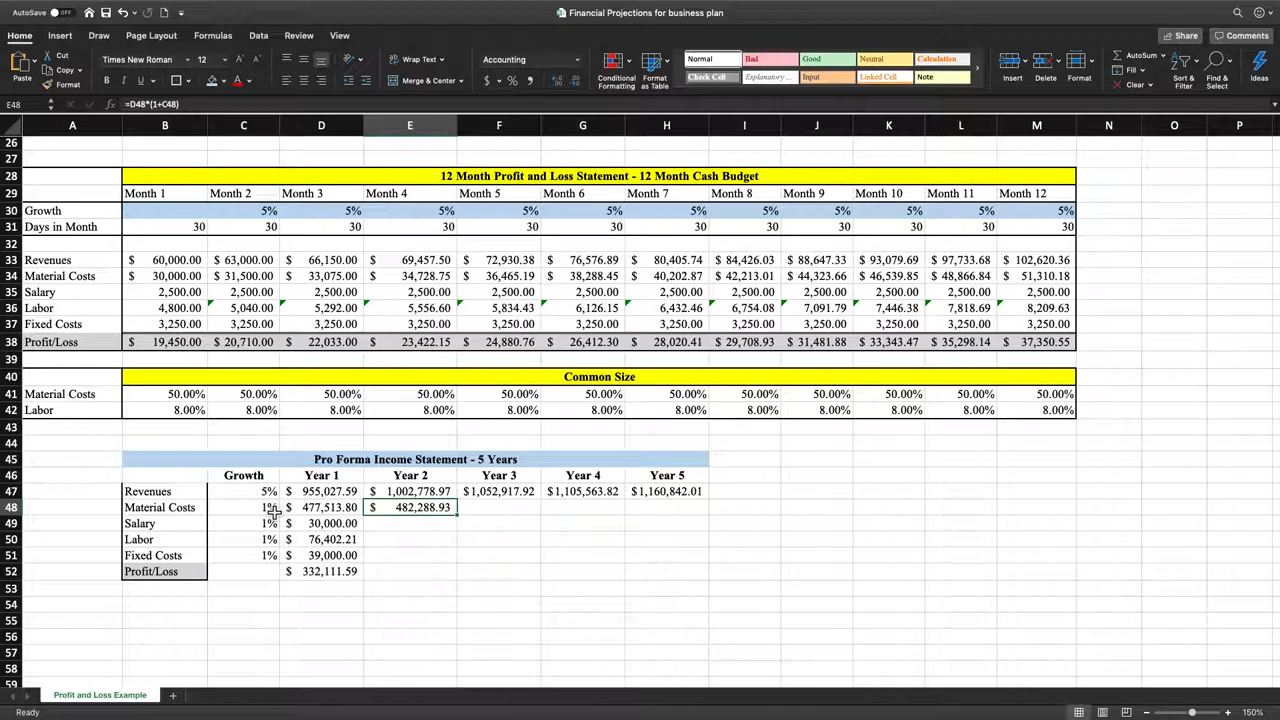 AutoSave OFF Financial Projections for business plan
Home Insert Draw Page Layout Formulas Data Review View Share Comments
Paste Cut Copy Format Times New Roman 12 Wrap Text Merge & Center Accounting Conditional Formatting Format as Table Normal Bad Good Neutral Calculation Check Cell Explanatory... Input Linked Cell Note Insert Delete Format AutoSum Fill Clear Sort & Filter Find & Select Ideas
E48 fx =D48*(1+C48)
A B C D E F G H I J K L M N O P
26
27
28 12 Month Profit and Loss Statement - 12 Month Cash Budget
29 Month 1 Month 2 Month 3 Month 4 Month 5 Month 6 Month 7 Month 8 Month 9 Month 10 Month 11 Month 12
30 Growth 5% 5% 5% 5% 5% 5% 5% 5% 5% 5% 5%
31 Days in Month 30 30 30 30 30 30 30 30 30 30 30 30
32
33 Revenues $ 60,000.00 $ 63,000.00 $ 66,150.00 $ 69,457.50 $ 72,930.38 $ 76,576.89 $ 80,405.74 $ 84,426.03 $ 88,647.33 $ 93,079.69 $ 97,733.68 $ 102,620.36
34 Material Costs $ 30,000.00 $ 31,500.00 $ 33,075.00 $ 34,728.75 $ 36,465.19 $ 38,288.45 $ 40,202.87 $ 42,213.01 $ 44,323.66 $ 46,539.85 $ 48,866.84 $ 51,310.18
35 Salary 2,500.00 2,500.00 2,500.00 2,500.00 2,500.00 2,500.00 2,500.00 2,500.00 2,500.00 2,500.00 2,500.00 2,500.00
36 Labor 4,800.00 5,040.00 5,292.00 5,556.60 5,834.43 6,126.15 6,432.46 6,754.08 7,091.79 7,446.38 7,818.69 8,209.63
37 Fixed Costs 3,250.00 3,250.00 3,250.00 3,250.00 3,250.00 3,250.00 3,250.00 3,250.00 3,250.00 3,250.00 3,250.00 3,250.00
38 Profit/Loss $ 19,450.00 $ 20,710.00 $ 22,033.00 $ 23,422.15 $ 24,880.76 $ 26,412.30 $ 28,020.41 $ 29,708.93 $ 31,481.88 $ 33,343.47 $ 35,298.14 $ 37,350.55
39
40 Common Size
41 Material Costs 50.00% 50.00% 50.00% 50.00% 50.00% 50.00% 50.00% 50.00% 50.00% 50.00% 50.00% 50.00%
42 Labor 8.00% 8.00% 8.00% 8.00% 8.00% 8.00% 8.00% 8.00% 8.00% 8.00% 8.00% 8.00%
43
44
45 Pro Forma Income Statement - 5 Years
46 Growth Year 1 Year 2 Year 3 Year 4 Year 5
47 Revenues 5% $ 955,027.59 $ 1,002,778.97 $1,052,917.92 $1,105,563.82 $1,160,842.01
48 Material Costs 1% $ 477,513.80 $ 482,288.93
49 Salary 1% $ 30,000.00
50 Labor 1% $ 76,402.21
51 Fixed Costs 1% $ 39,000.00
52 Profit/Loss $ 332,111.59
53
54
55
56
57
58
59
Profit and Loss Example +
Ready 150%